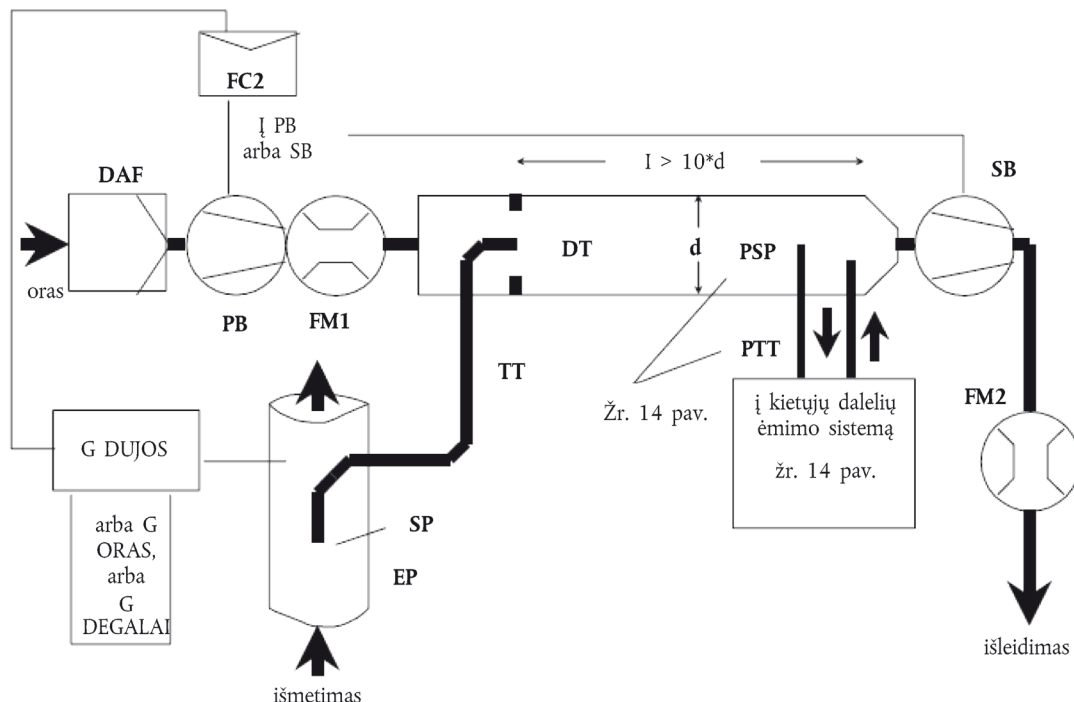 FC2
Į PB
arba SB
l > 10*d
SB
DAF
DT
d
PSP
oras
PB
FM1
TT
PTT
Žr. 14 pav.
į kietųjų dalelių
ėmimo sistemą
žr. 14 pav.
FM2
G DUJOS
arba G
ORAS,
arba
G
DEGALAI
SP
EP
išmetimas
išleidimas